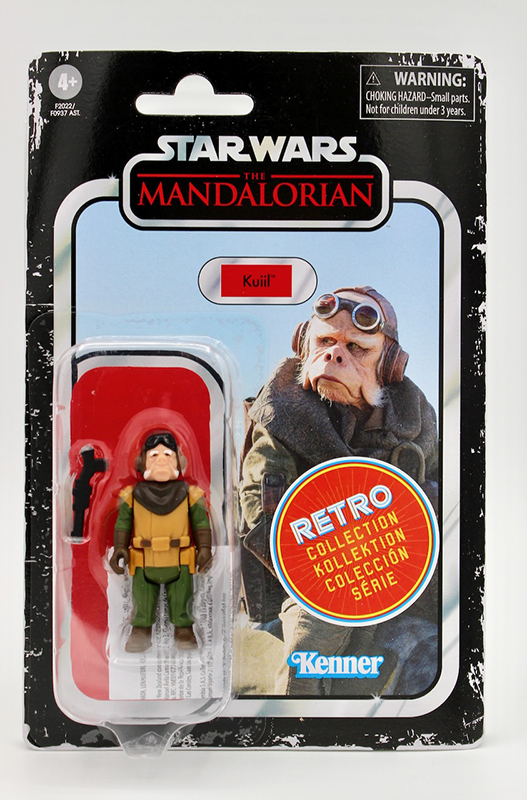 4+
F2022/
F0937 AST.
WARNING:
CHOKING HAZARD–Small parts.
Not for children under 3 years.
STAR WARS
THE
MANDALORIAN
Kuiil™
RETRO
COLLECTION
KOLLEKTION
COLECCIÓN
SÉRIE
Kenner